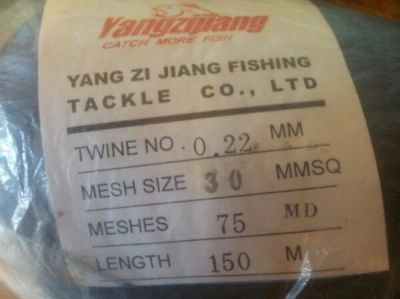 Yangzijiang
CATCH MORE FISH
YANG ZI JIANG FISHING
TACKLE CO., LTD
TWINE NO. 0.22 MM
MESH SIZE 30 MMSQ
MESHES 75 MD
LENGTH 150 M